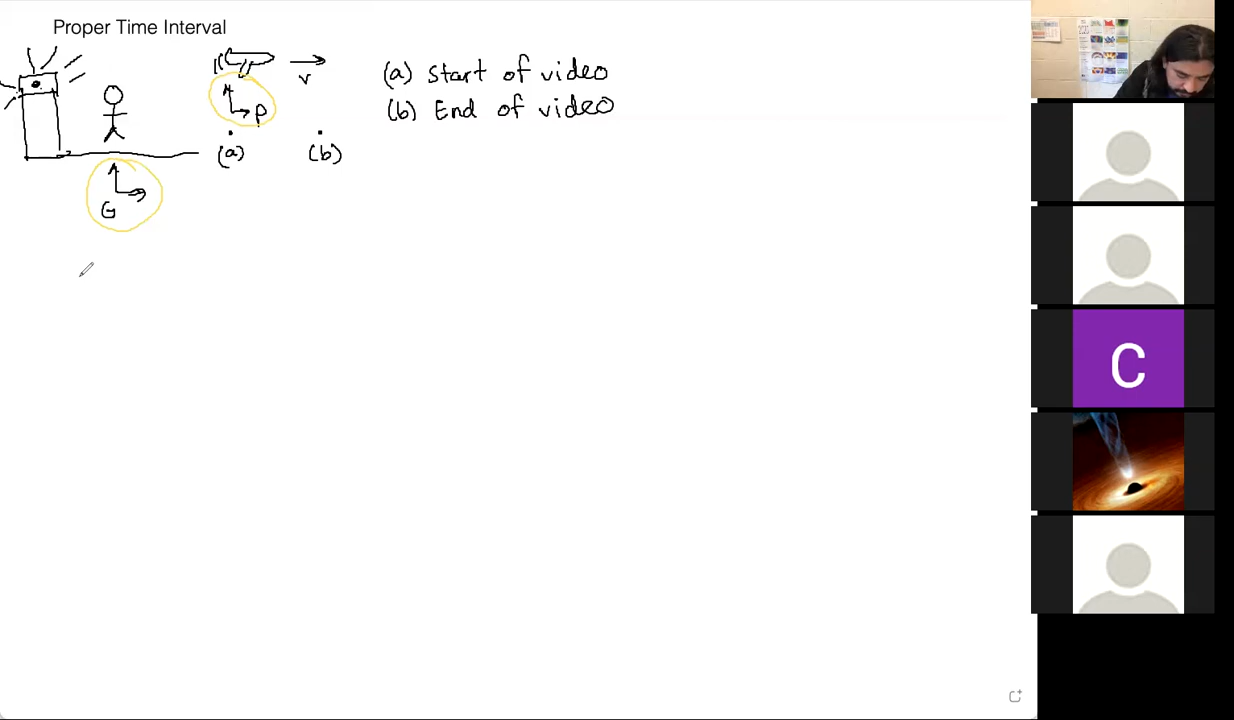 Proper Time Interval
v
P
(a)
(b)
G
(a) Start of video
(b) End of video
C